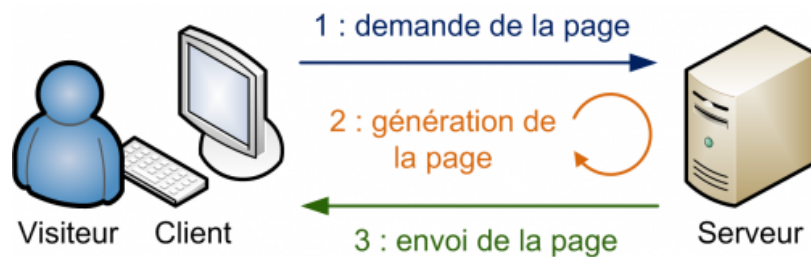 1 : demande de la page
2 : génération de
la page
3 : envoi de la page
Visiteur
Client
Serveur